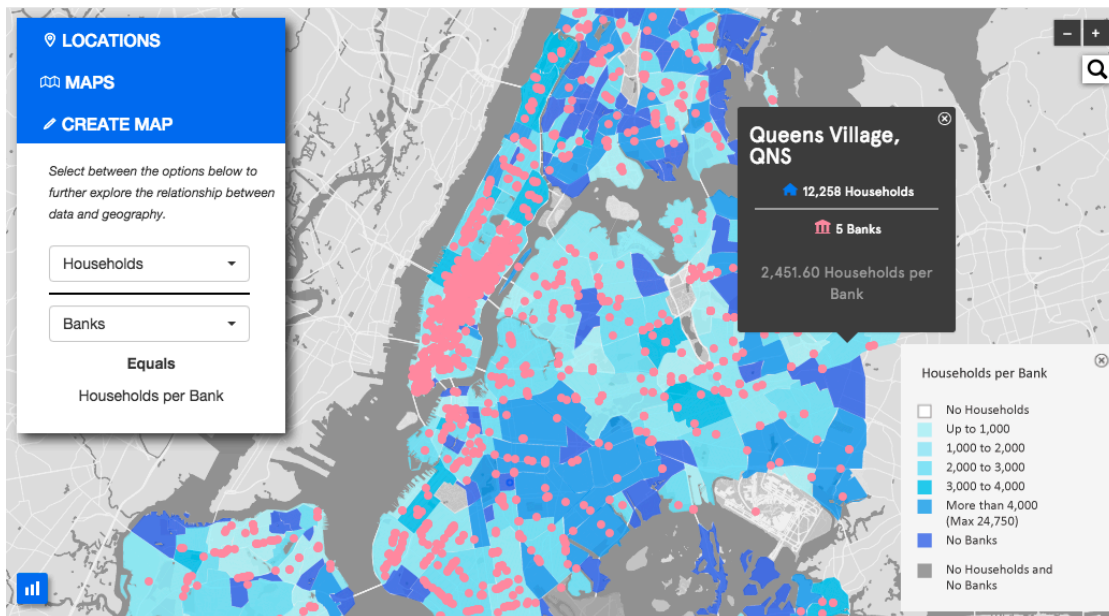 LOCATIONS
MAPS
CREATE MAP
Select between the options below to
further explore the relationship between
data and geography.
Households
Banks
Equals
Households per Bank
−
+
Queens Village,
QNS
12,258 Households
5 Banks
2,451.60 Households per
Bank
Households per Bank
No Households
Up to 1,000
1,000 to 2,000
2,000 to 3,000
3,000 to 4,000
More than 4,000
(Max 24,750)
No Banks
No Households and
No Banks